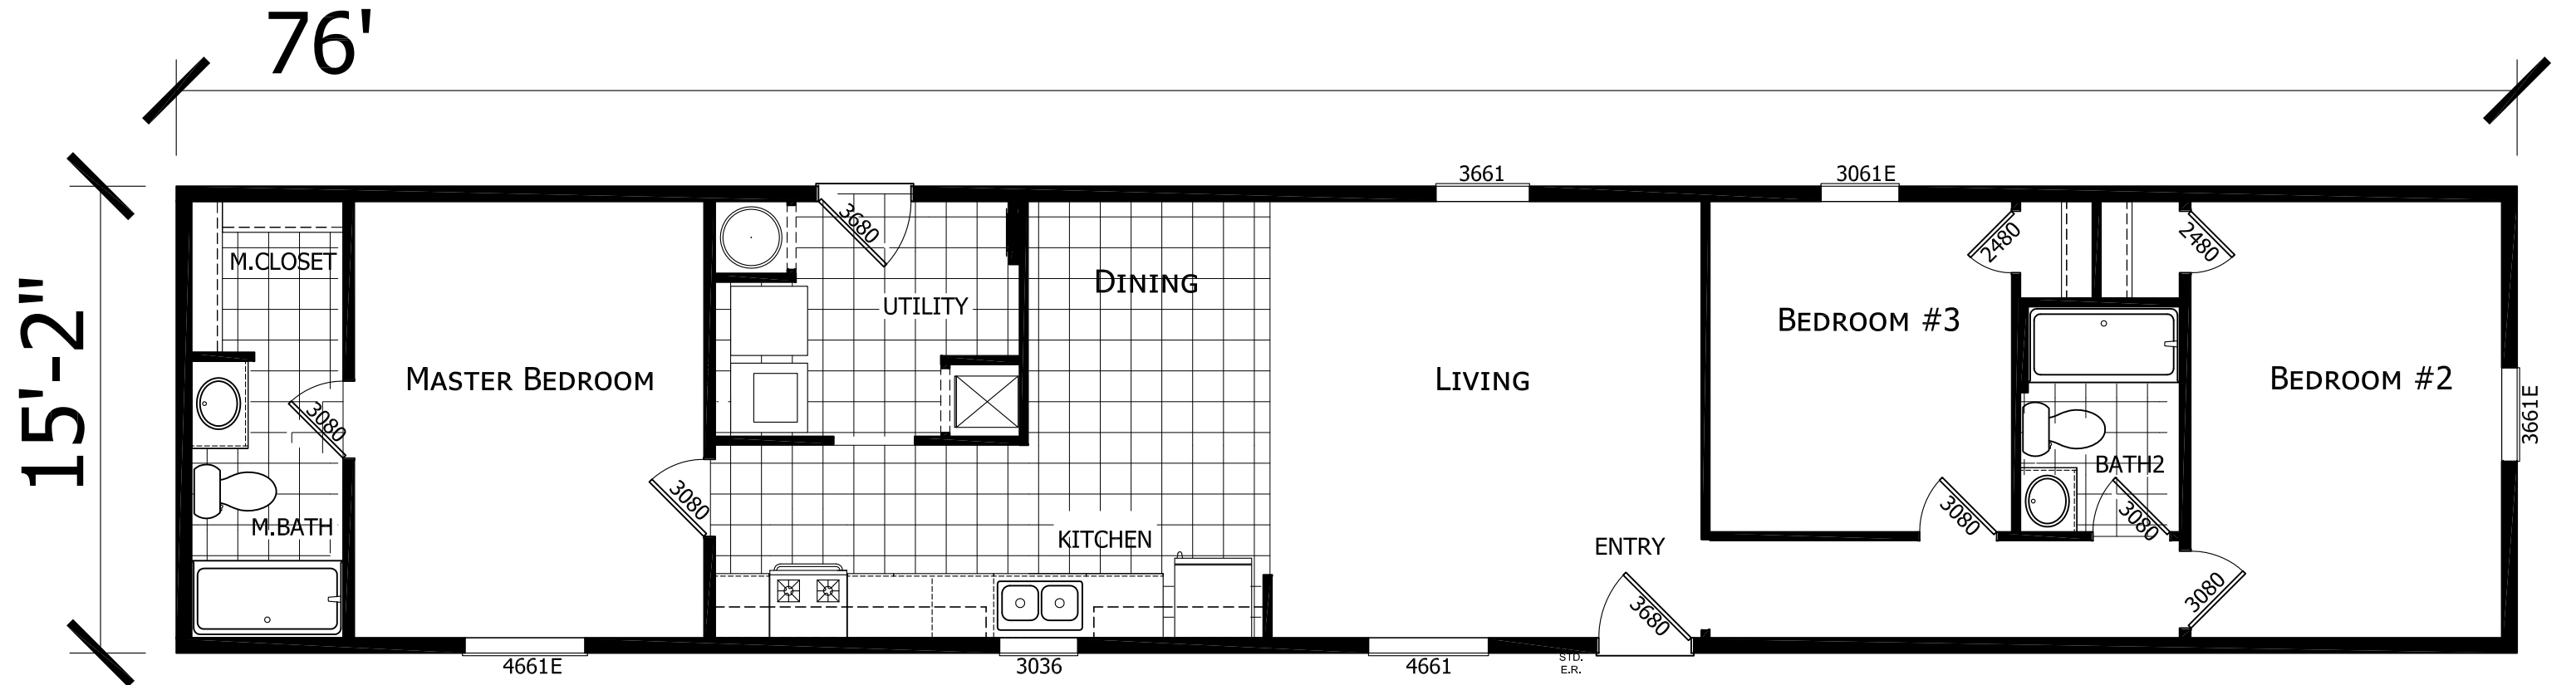 76'
15'-2"
3661
3061E
3680
2480
2480
M.CLOSET
DINING
UTILITY
BEDROOM #3
MASTER BEDROOM
LIVING
BEDROOM #2
3661E
3080
BATH2
3080
3080
3080
M.BATH
KITCHEN
ENTRY
3680
3080
4661E
3036
4661
STD.
E.R.